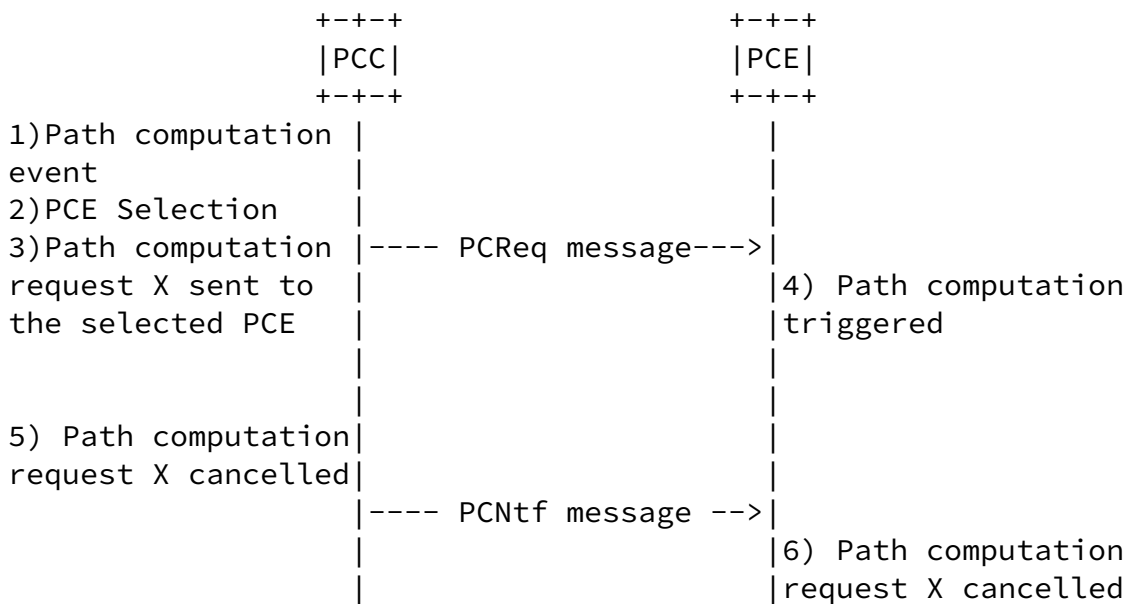 +-+-+                        +-+-+
                     |PCC|                        |PCE|
                     +-+-+                        +-+-+
1)Path computation |                            |
event                   |                            |
2)PCE Selection     |                            |
3)Path computation |---- PCReq message--->|
request X sent to   |                            |4) Path computation
the selected PCE    |                            |triggered
                        |                            |
                        |                            |
5) Path computation|                            |
request X cancelled|                            |
                        |---- PCNtf message -->|
                        |                            |6) Path computation
                        |                            |request X cancelled